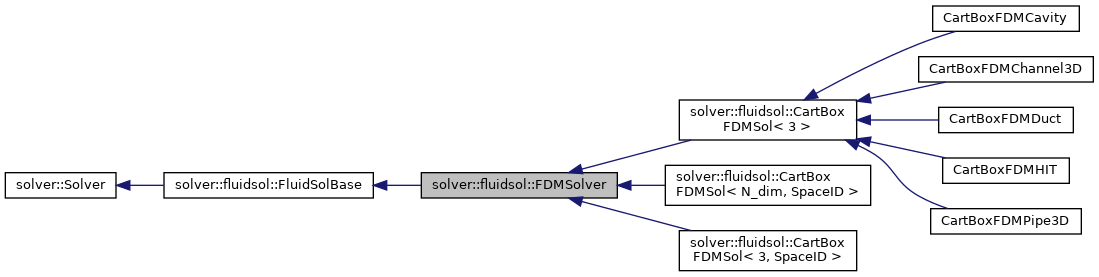 solver::Solver
solver::fluidsol::FluidSolBase
solver::fluidsol::FDMSolver
solver::fluidsol::CartBox
FDMSol< 3 >
solver::fluidsol::CartBox
FDMSol< N_dim, SpaceID >
solver::fluidsol::CartBox
FDMSol< 3, SpaceID >
CartBoxFDMCavity
CartBoxFDMChannel3D
CartBoxFDMDuct
CartBoxFDMHIT
CartBoxFDMPipe3D